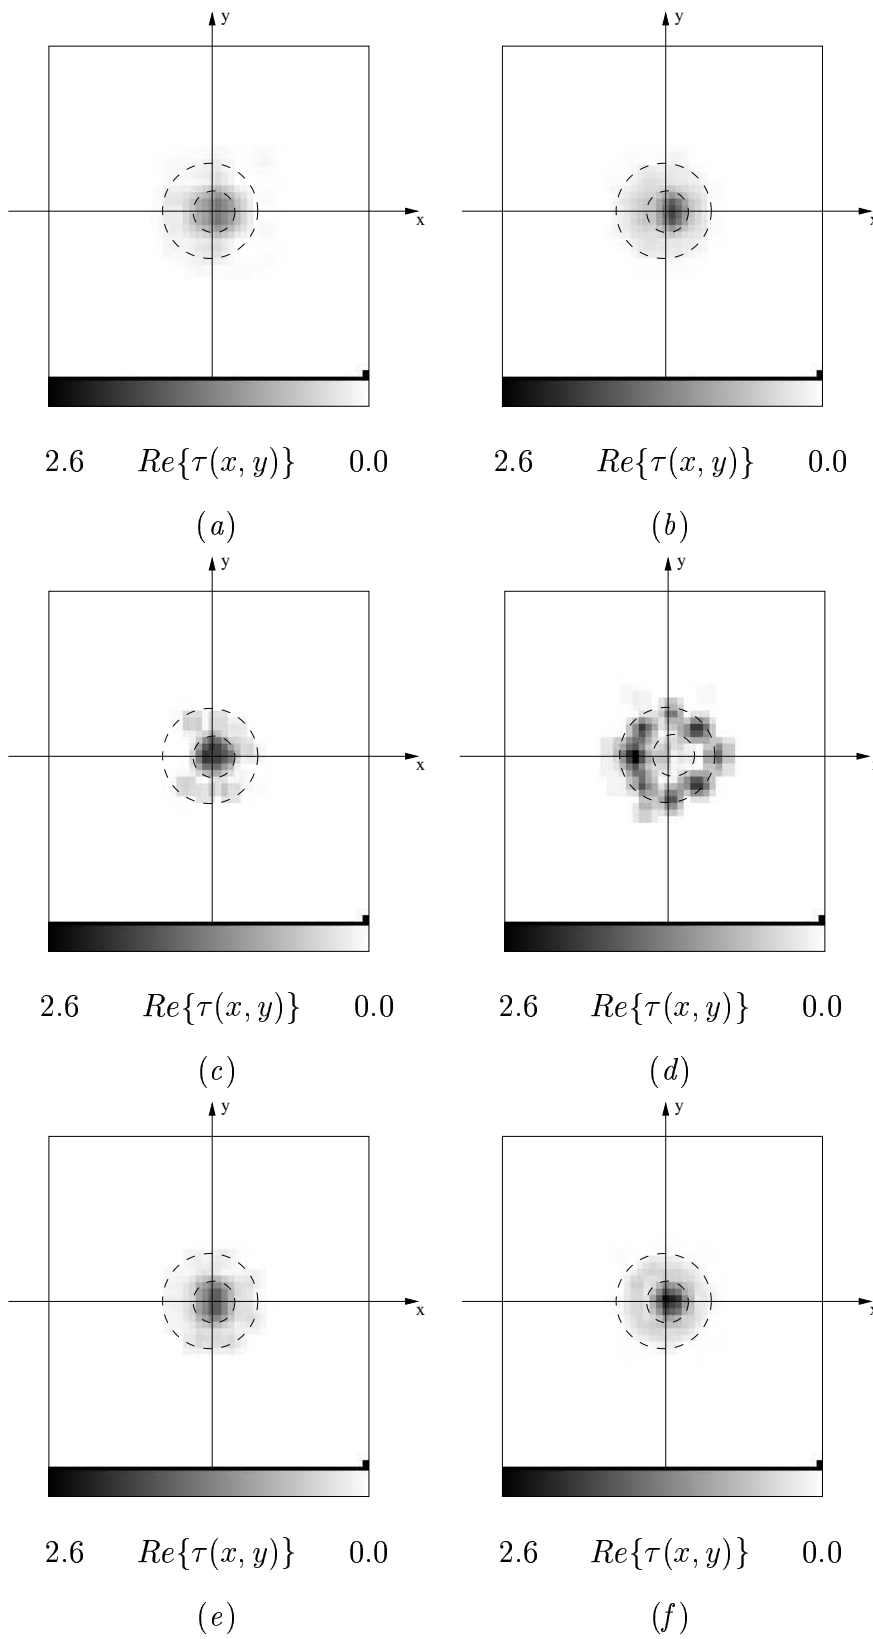 y y
x x
2.6 Re{τ(x, y)} 0.0 2.6 Re{τ(x, y)} 0.0
(a) (b)
y y
x x
2.6 Re{τ(x, y)} 0.0 2.6 Re{τ(x, y)} 0.0
(c) (d)
y y
x x
2.6 Re{τ(x, y)} 0.0 2.6 Re{τ(x, y)} 0.0
(e) (f)